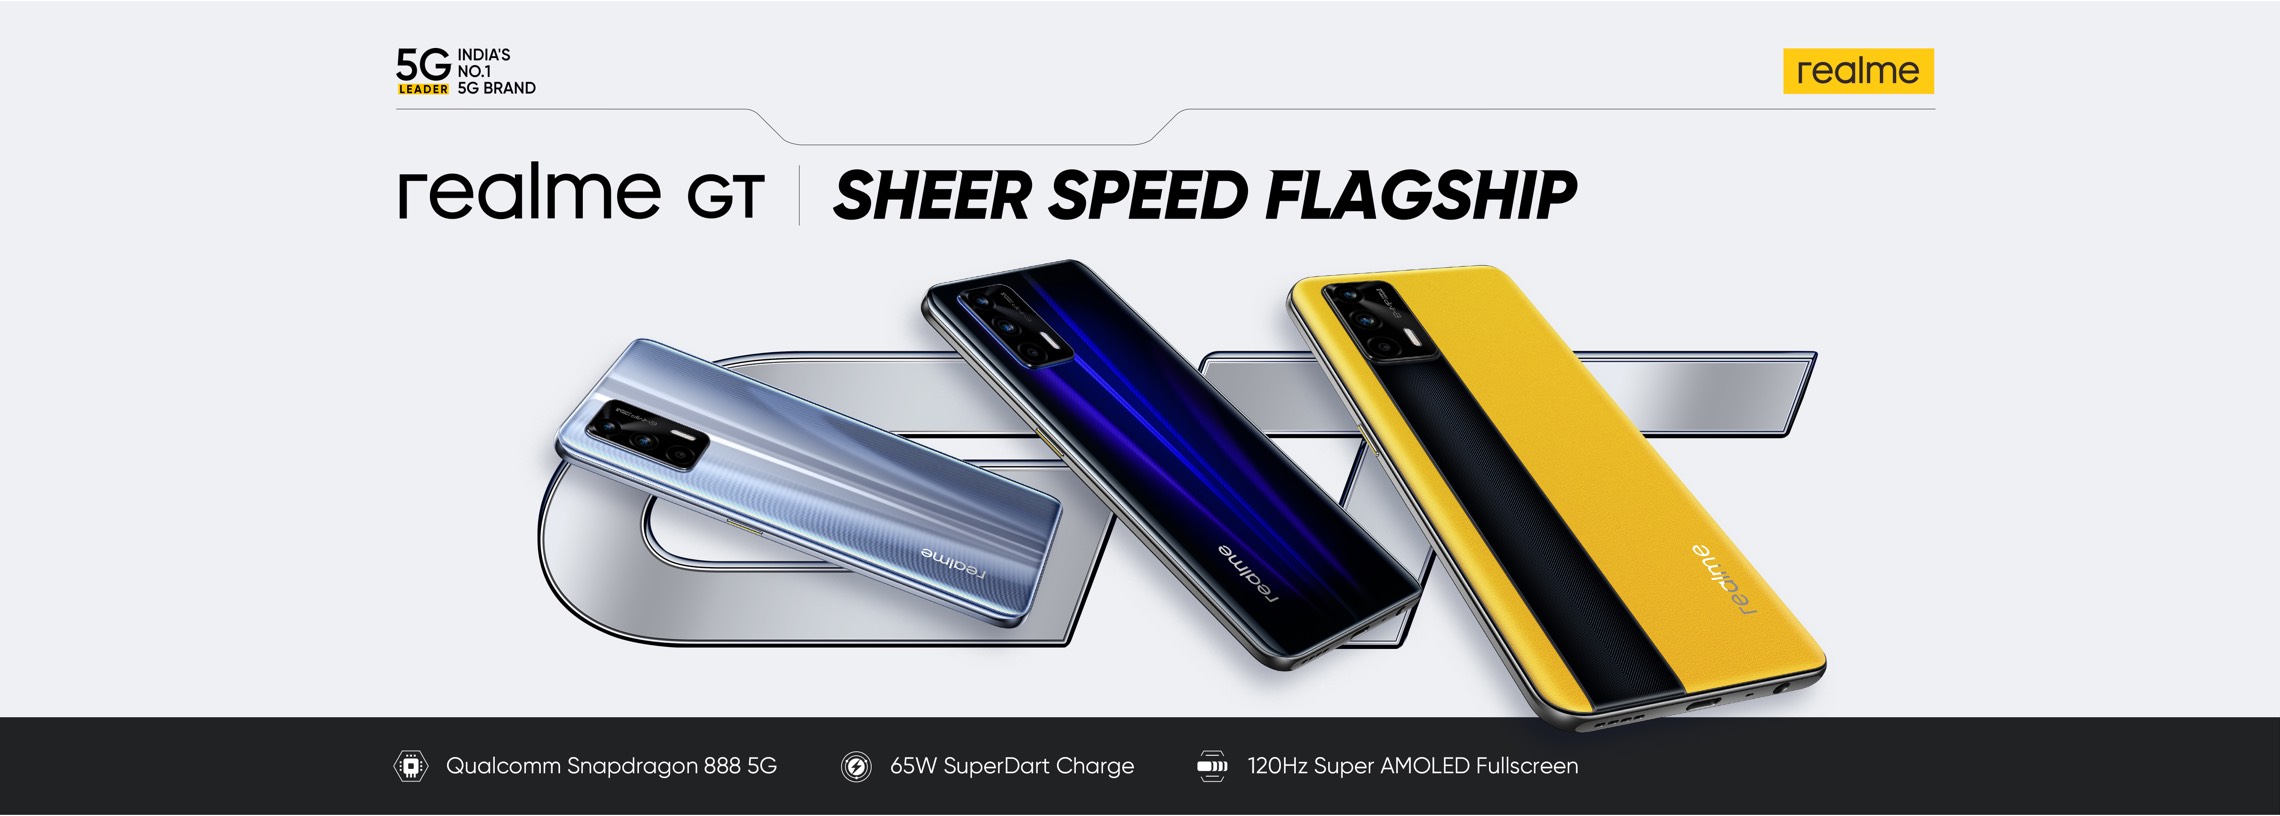 5G INDIA'S
NO.1
LEADER 5G BRAND
realme
realme GT
SHEER SPEED FLAGSHIP
realme
realme
realme
Qualcomm Snapdragon 888 5G
65W SuperDart Charge
120Hz Super AMOLED Fullscreen